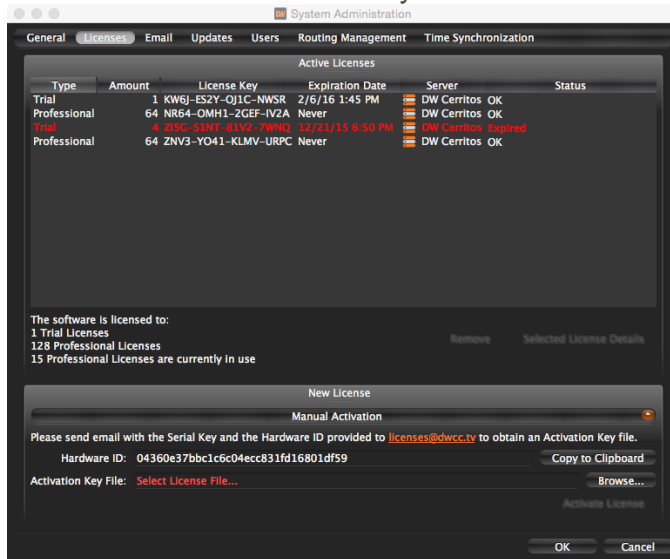 System Administration
General Licenses Email Updates Users Routing Management Time Synchronization
Active Licenses
Type Amount License Key Expiration Date Server Status
Trial 1 KW6J-ES2Y-OJ1C-NWSR 2/6/16 1:45 PM DW Cerritos OK
Professional 64 NR64-OMH1-2GEF-IV2A Never DW Cerritos OK
Trial 4 ZISG-S1NT-81V2-7WNQ 12/21/15 6:50 PM DW Cerritos Expired
Professional 64 ZNV3-YO41-KLMV-URPC Never DW Cerritos OK
The software is licensed to:
1 Trial Licenses
128 Professional Licenses
15 Professional Licenses are currently in use
Remove Selected License Details
New License
Manual Activation
Please send email with the Serial Key and the Hardware ID provided to licenses@dwcc.tv to obtain an Activation Key file.
Hardware ID: 04360e37bbc1c6c04ecc831fd16801df59 Copy to Clipboard
Activation Key File: Select License File... Browse...
Activate License
OK Cancel